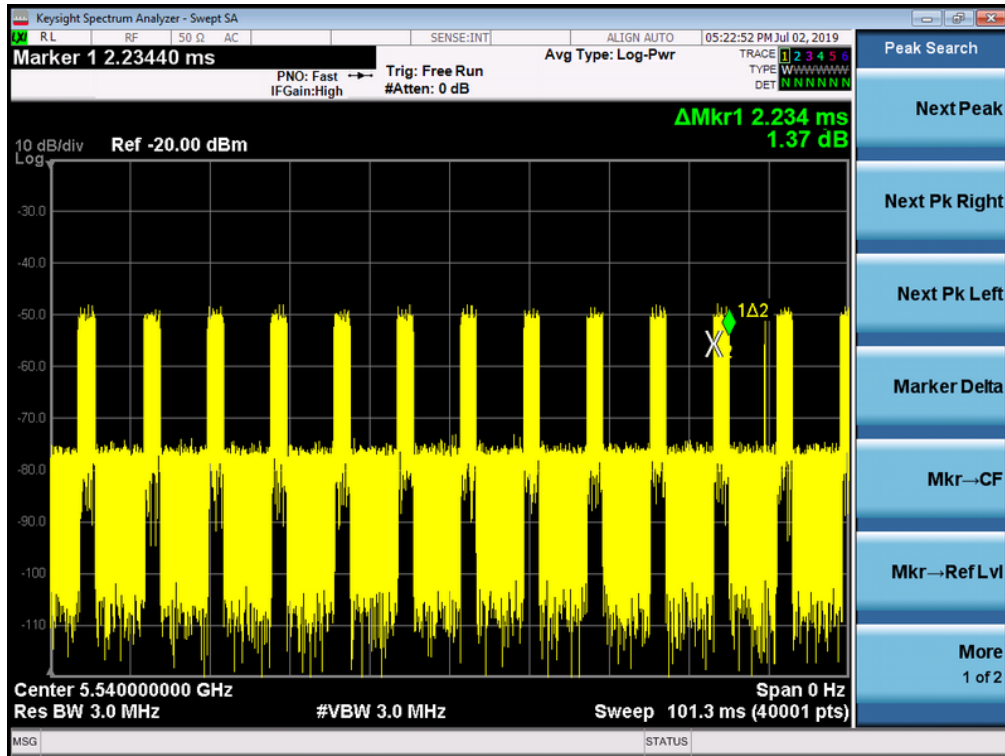 Keysight Spectrum Analyzer - Swept SA
LXI RL RF 50 Ω AC SENSE:INT ALIGN AUTO 05:22:52 PM Jul 02, 2019
Marker 1 2.23440 ms
PNO: Fast
IFGain:High
Trig: Free Run
#Atten: 0 dB
Avg Type: Log-Pwr
TRACE 1 2 3 4 5 6
TYPE WWWWWW
DET N N N N N N
ΔMkr1 2.234 ms
1.37 dB
10 dB/div Ref -20.00 dBm
Log
-30.0
-40.0
-50.0
-60.0
-70.0
-80.0
-90.0
-100
-110
1Δ2
Center 5.540000000 GHz
Span 0 Hz
Res BW 3.0 MHz
#VBW 3.0 MHz
Sweep 101.3 ms (40001 pts)
MSG
STATUS
Peak Search
Next Peak
Next Pk Right
Next Pk Left
Marker Delta
Mkr→CF
Mkr→Ref Lvl
More
1 of 2